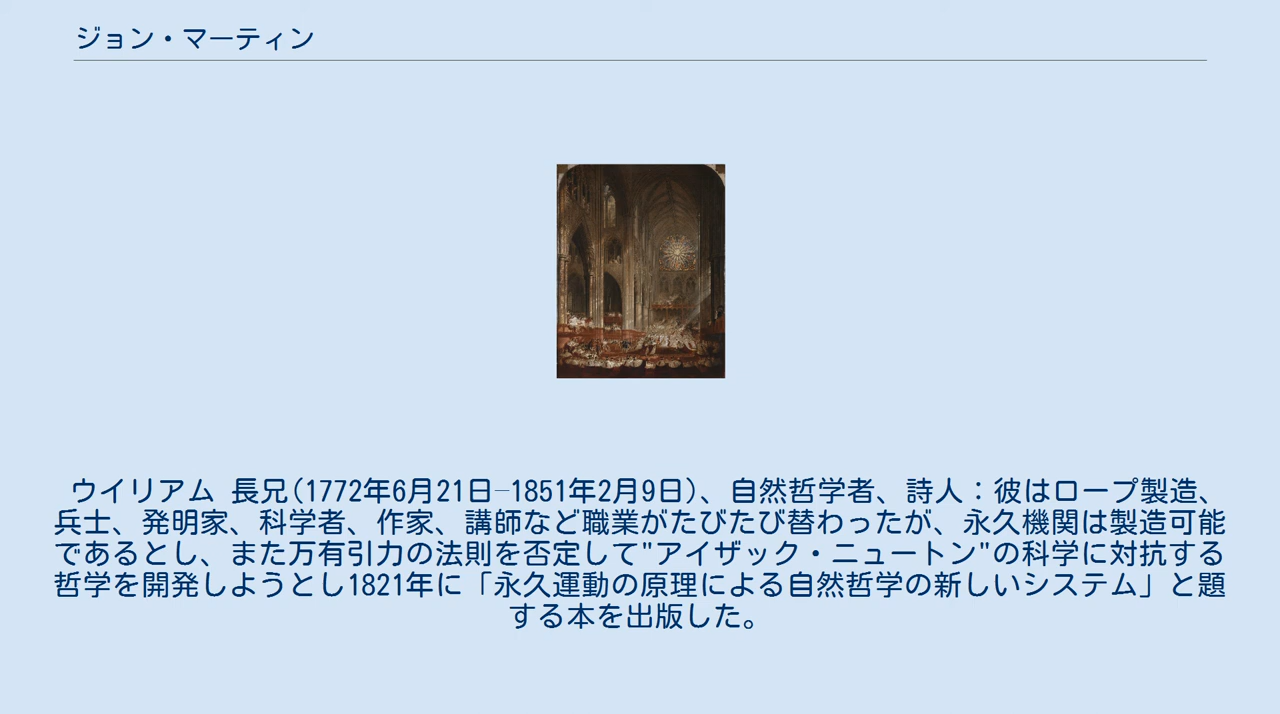 ジョン・マーティン
ウイリアム 長兄(1772年6月21日–1851年2月9日)、自然哲学者、詩人：彼はロープ製造、
兵士、発明家、科学者、作家、講師など職業がたびたび替わったが、永久機関は製造可能
であるとし、また万有引力の法則を否定して"アイザック・ニュートン"の科学に対抗する
哲学を開発しようとし1821年に「永久運動の原理による自然哲学の新しいシステム」と題
する本を出版した。